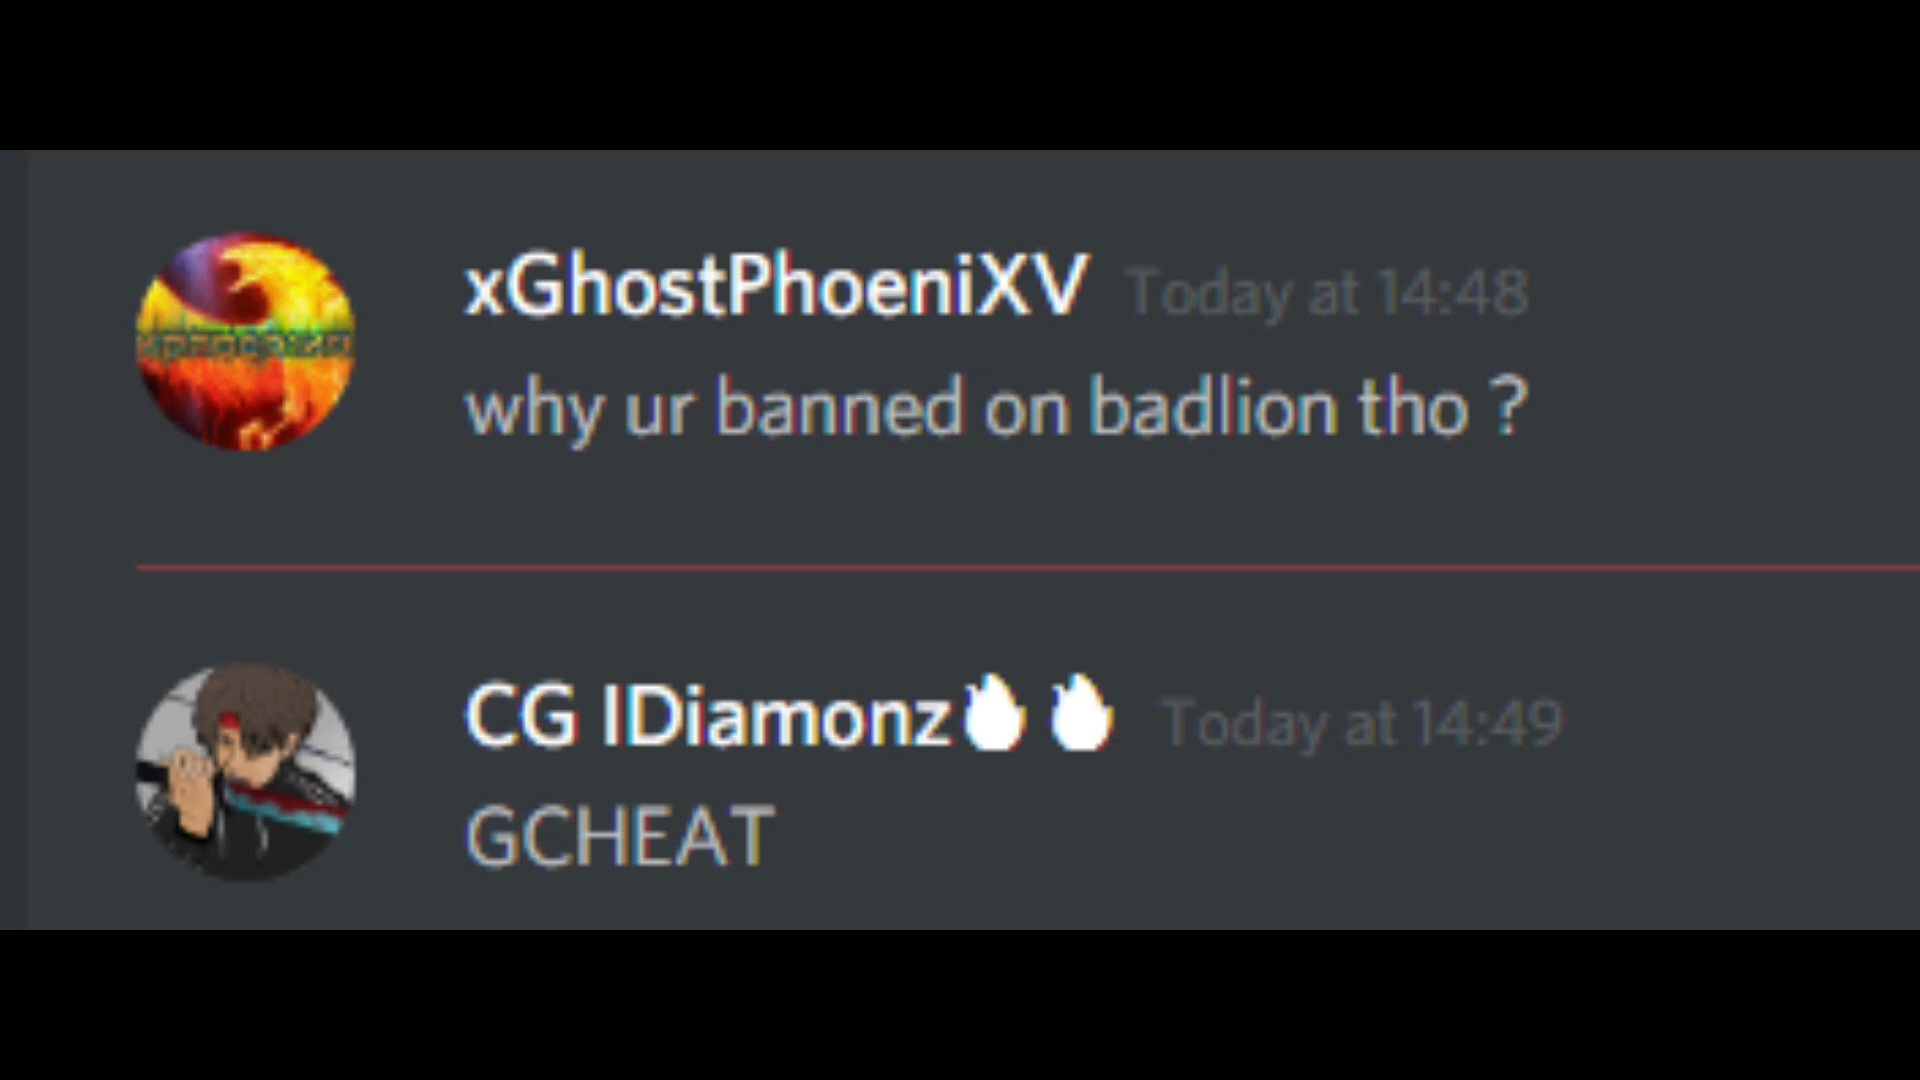 xGhostPhoeniXV Today at 14:48
why ur banned on badlion tho ?
CG IDiamonz🔥🔥 Today at 14:49
GCHEAT